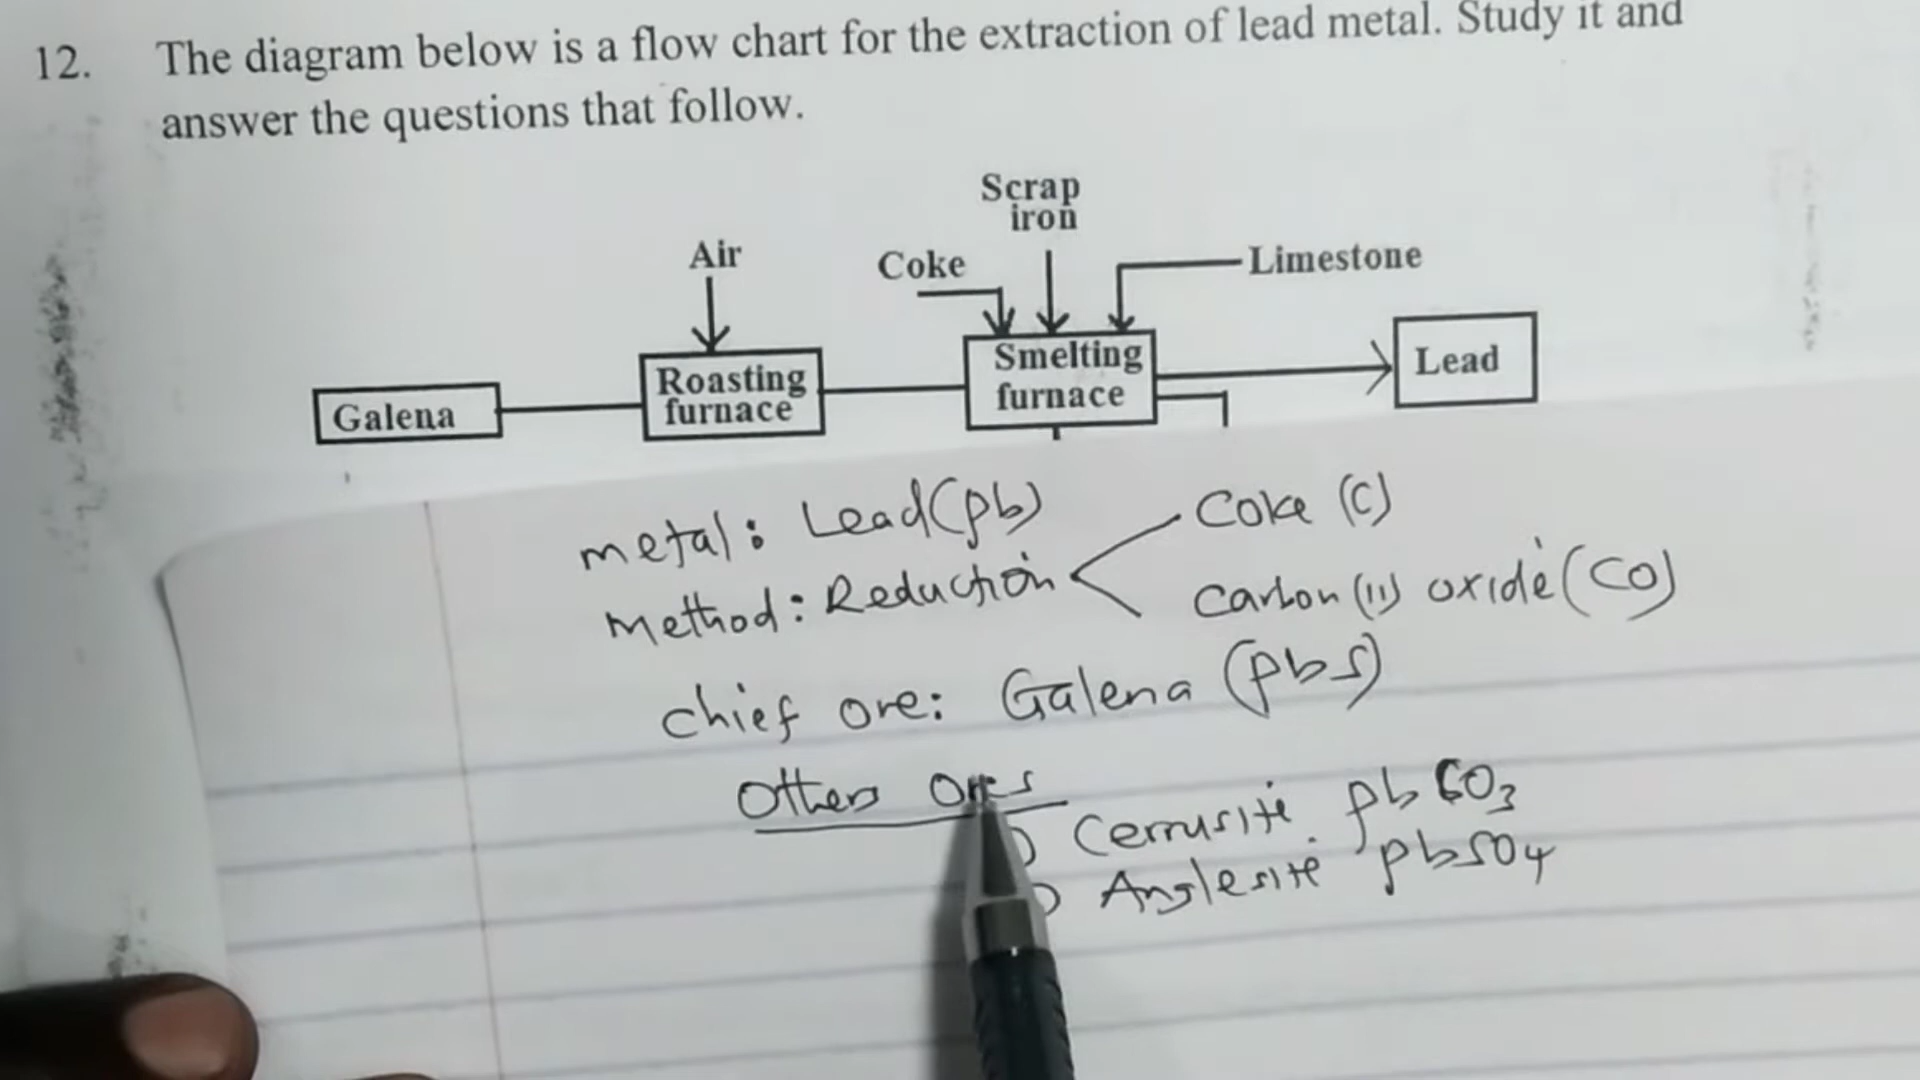 12. The diagram below is a flow chart for the extraction of lead metal. Study it and
answer the questions that follow.
Scrap
iron
Air
Coke
Limestone
Galena
Roasting
furnace
Smelting
furnace
Lead
metal: Lead(pb)
method: Reduction
Coke (C)
Carbon (11) oxide (CO)
chief ore: Galena (pbs)
Others Ores
Cerrusite pbCO3
Anglesite pbSO4